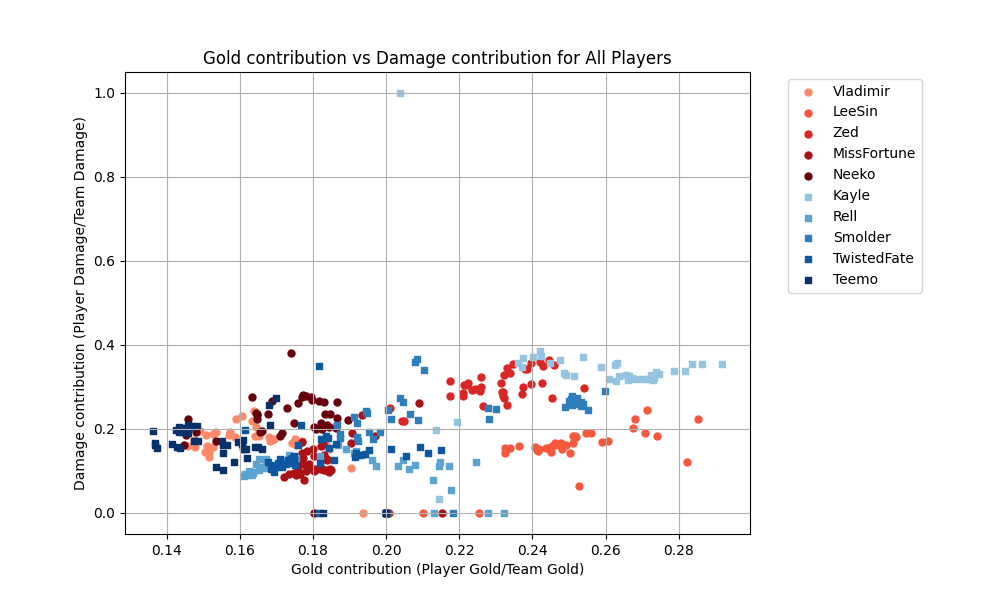 Gold contribution vs Damage contribution for All Players
Damage contribution (Player Damage/Team Damage)
1.0
0.8
0.6
0.4
0.2
0.0
0.14 0.16 0.18 0.20 0.22 0.24 0.26 0.28
Gold contribution (Player Gold/Team Gold)
Vladimir
LeeSin
Zed
MissFortune
Neeko
Kayle
Rell
Smolder
TwistedFate
Teemo